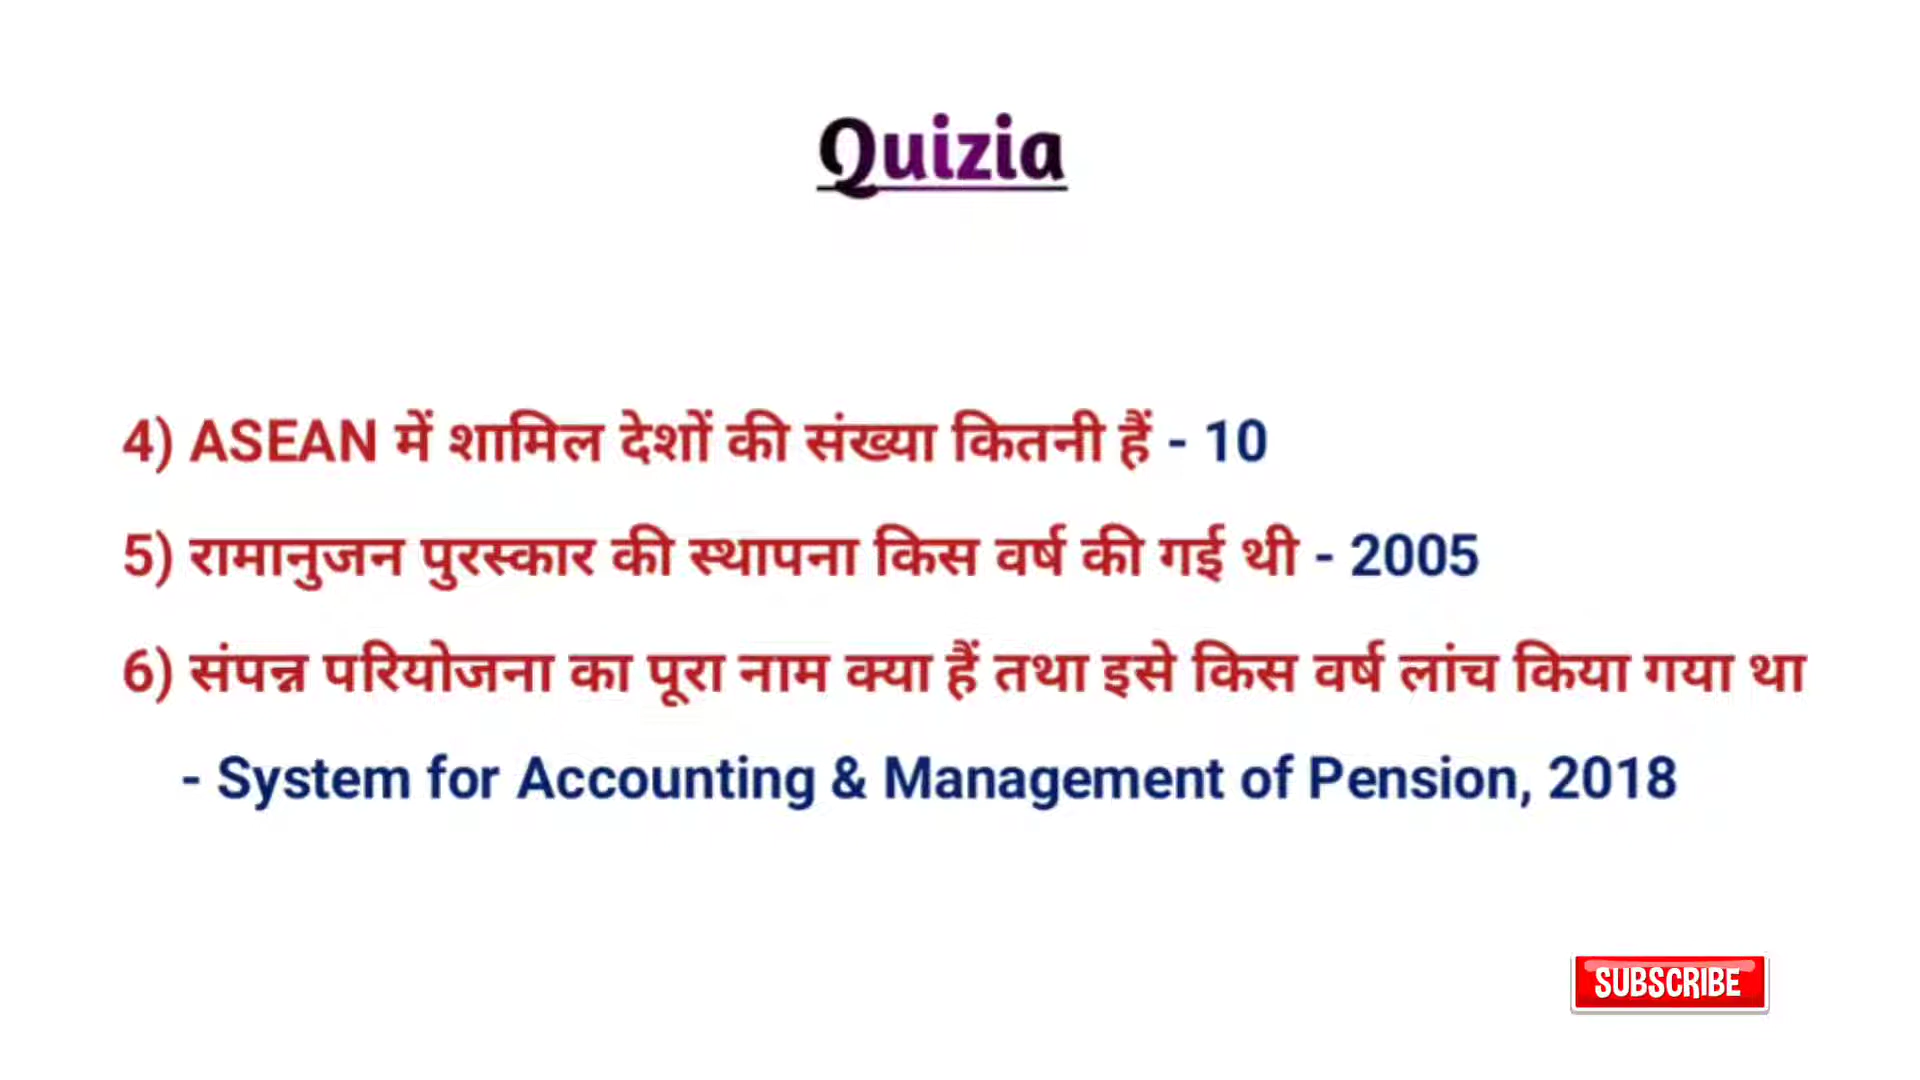 Quizia
4) ASEAN में शामिल देशों की संख्या कितनी हैं - 10
5) रामानुजन पुरस्कार की स्थापना किस वर्ष की गई थी - 2005
6) संपन्न परियोजना का पूरा नाम क्या हैं तथा इसे किस वर्ष लांच किया गया था
- System for Accounting & Management of Pension, 2018
SUBSCRIBE